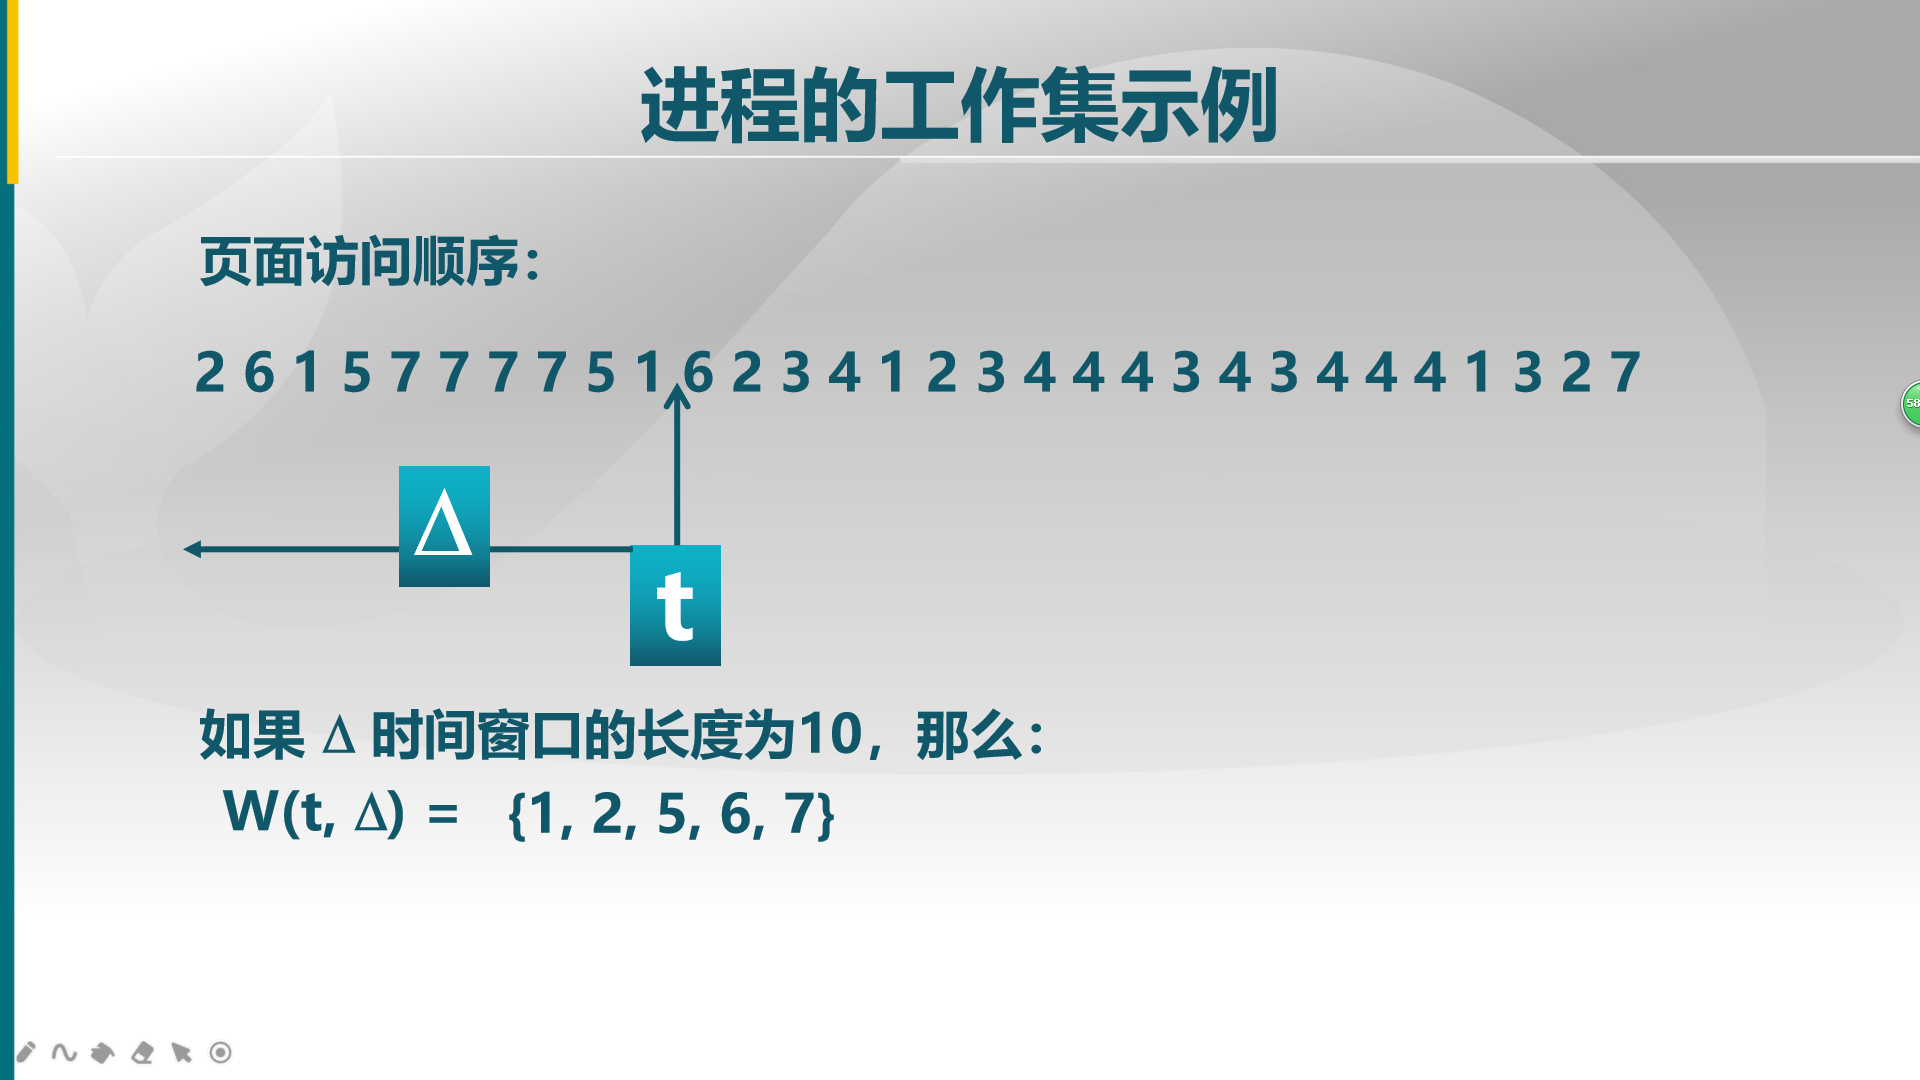 进程的工作集示例
页面访问顺序：
2 6 1 5 7 7 7 7 5 1 6 2 3 4 1 2 3 4 4 4 3 4 3 4 4 4 1 3 2 7
Δ
t
如果 Δ 时间窗口的长度为10，那么：
W(t, Δ) = {1, 2, 5, 6, 7}
58